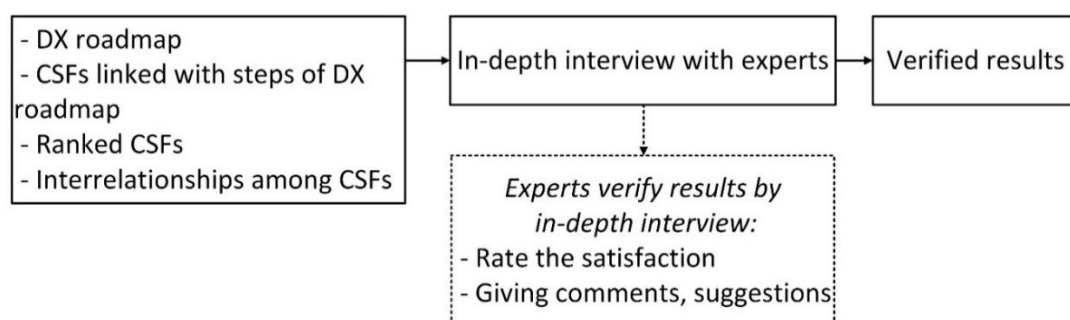 - DX roadmap
- CSFs linked with steps of DX
roadmap
- Ranked CSFs
- Interrelationships among CSFs
In-depth interview with experts
Verified results
Experts verify results by
in-depth interview:
- Rate the satisfaction
- Giving comments, suggestions